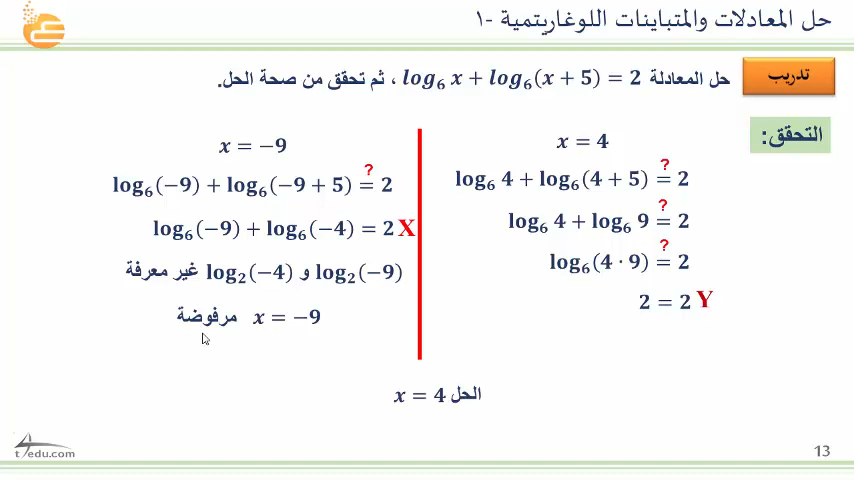 حل المعادلات والمتباينات اللوغاريتمية -١
تدريب
حل المعادلة log₆ x + log₆(x + 5) = 2 ، ثم تحقق من صحة الحل.
التحقق:
x = 4
log₆ 4 + log₆(4 + 5) =? 2
log₆ 4 + log₆ 9 =? 2
log₆(4 · 9) =? 2
2 = 2 Y
x = −9
log₆(−9) + log₆(−9 + 5) =? 2
log₆(−9) + log₆(−4) = 2 X
log₂(−9) و log₂(−4) غير معرفة
x = −9 مرفوضة
الحل x = 4
t4edu.com
13